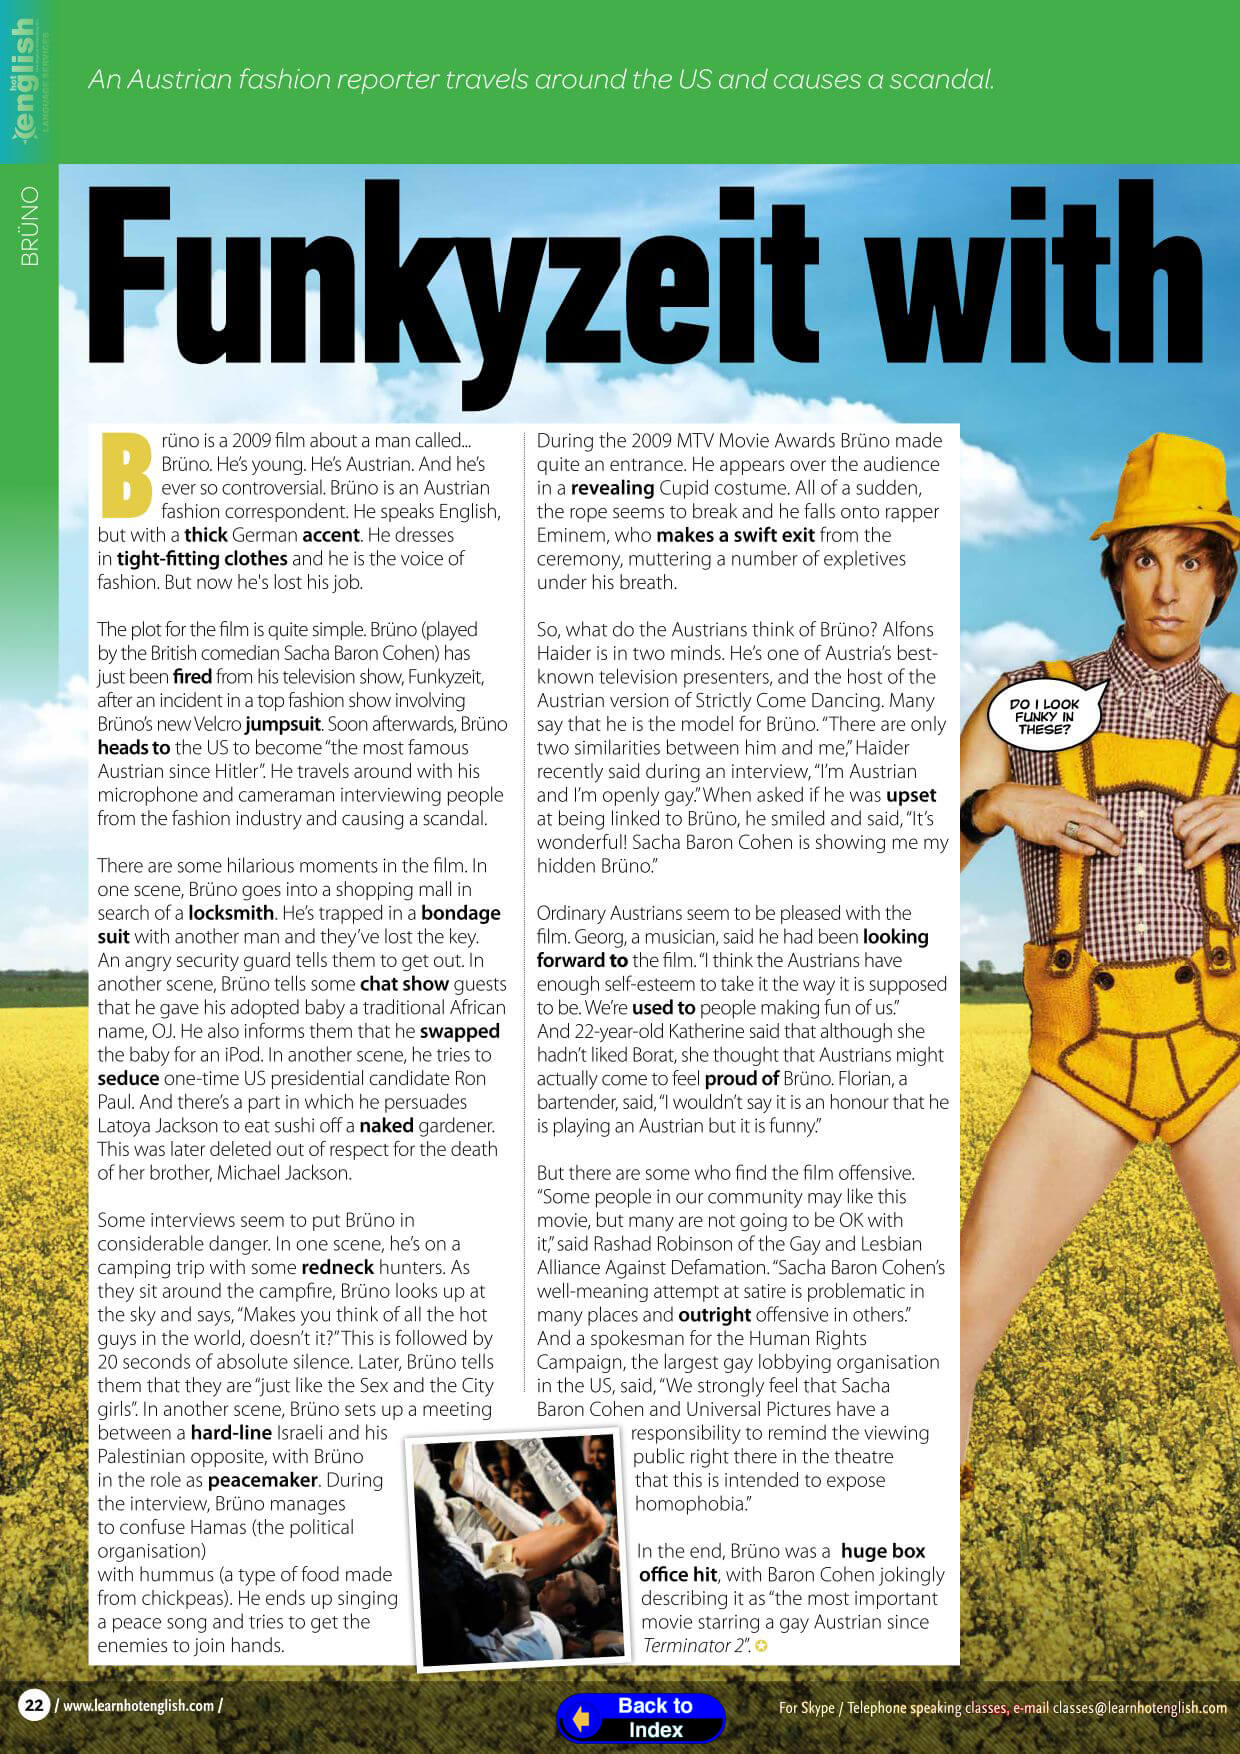 hot
english
LANGUAGE SERVICES
An Austrian fashion reporter travels around the US and causes a scandal.
BRÜNO
Funkyzeit with
Brüno is a 2009 film about a man called...
Brüno. He's young. He's Austrian. And he's
ever so controversial. Brüno is an Austrian
fashion correspondent. He speaks English,
but with a thick German accent. He dresses
in tight-fitting clothes and he is the voice of
fashion. But now he's lost his job.
The plot for the film is quite simple. Brüno (played
by the British comedian Sacha Baron Cohen) has
just been fired from his television show, Funkyzeit,
after an incident in a top fashion show involving
Brüno's new Velcro jumpsuit. Soon afterwards, Brüno
heads to the US to become "the most famous
Austrian since Hitler". He travels around with his
microphone and cameraman interviewing people
from the fashion industry and causing a scandal.
There are some hilarious moments in the film. In
one scene, Brüno goes into a shopping mall in
search of a locksmith. He's trapped in a bondage
suit with another man and they've lost the key.
An angry security guard tells them to get out. In
another scene, Brüno tells some chat show guests
that he gave his adopted baby a traditional African
name, OJ. He also informs them that he swapped
the baby for an iPod. In another scene, he tries to
seduce one-time US presidential candidate Ron
Paul. And there's a part in which he persuades
Latoya Jackson to eat sushi off a naked gardener.
This was later deleted out of respect for the death
of her brother, Michael Jackson.
Some interviews seem to put Brüno in
considerable danger. In one scene, he's on a
camping trip with some redneck hunters. As
they sit around the campfire, Brüno looks up at
the sky and says, "Makes you think of all the hot
guys in the world, doesn't it?" This is followed by
20 seconds of absolute silence. Later, Brüno tells
them that they are "just like the Sex and the City
girls". In another scene, Brüno sets up a meeting
between a hard-line Israeli and his
Palestinian opposite, with Brüno
in the role as peacemaker. During
the interview, Brüno manages
to confuse Hamas (the political
organisation)
with hummus (a type of food made
from chickpeas). He ends up singing
a peace song and tries to get the
enemies to join hands.
During the 2009 MTV Movie Awards Brüno made
quite an entrance. He appears over the audience
in a revealing Cupid costume. All of a sudden,
the rope seems to break and he falls onto rapper
Eminem, who makes a swift exit from the
ceremony, muttering a number of expletives
under his breath.
So, what do the Austrians think of Brüno? Alfons
Haider is in two minds. He's one of Austria's best-
known television presenters, and the host of the
Austrian version of Strictly Come Dancing. Many
say that he is the model for Brüno. "There are only
two similarities between him and me," Haider
recently said during an interview, "I'm Austrian
and I'm openly gay." When asked if he was upset
at being linked to Brüno, he smiled and said, "It's
wonderful! Sacha Baron Cohen is showing me my
hidden Brüno."
Ordinary Austrians seem to be pleased with the
film. Georg, a musician, said he had been looking
forward to the film. "I think the Austrians have
enough self-esteem to take it the way it is supposed
to be. We're used to people making fun of us."
And 22-year-old Katherine said that although she
hadn't liked Borat, she thought that Austrians might
actually come to feel proud of Brüno. Florian, a
bartender, said, "I wouldn't say it is an honour that he
is playing an Austrian but it is funny."
But there are some who find the film offensive.
"Some people in our community may like this
movie, but many are not going to be OK with
it," said Rashad Robinson of the Gay and Lesbian
Alliance Against Defamation. "Sacha Baron Cohen's
well-meaning attempt at satire is problematic in
many places and outright offensive in others."
And a spokesman for the Human Rights
Campaign, the largest gay lobbying organisation
in the US, said, "We strongly feel that Sacha
Baron Cohen and Universal Pictures have a
responsibility to remind the viewing
public right there in the theatre
that this is intended to expose
homophobia."
In the end, Brüno was a huge box
office hit, with Baron Cohen jokingly
describing it as "the most important
movie starring a gay Austrian since
Terminator 2".
DO I LOOK
FUNKY IN
THESE?
22 / www.learnhotenglish.com /
Back to
Index
For Skype / Telephone speaking classes, e-mail classes@learnhotenglish.com